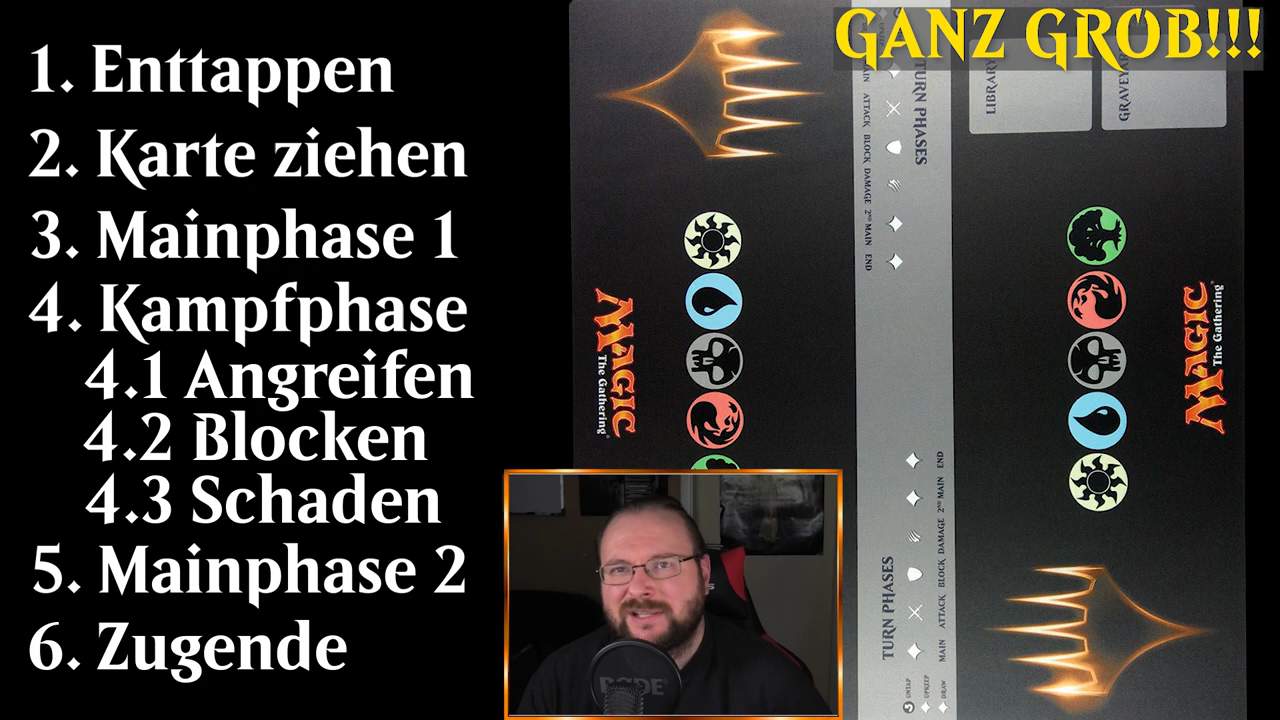 GANZ GROB!!!
1. Enttappen
2. Karte ziehen
3. Mainphase 1
4. Kampfphase
4.1 Angreifen
4.2 Blocken
4.3 Schaden
5. Mainphase 2
6. Zugende
MAGIC
The Gathering®
TURN PHASES
ATTACK BLOCK DAMAGE 2ND MAIN END
LIBRARY
MAGIC
The Gathering®
TURN PHASES
UNTAP UPKEEP DRAW
MAIN ATTACK BLOCK DAMAGE 2ND MAIN END
RØDE